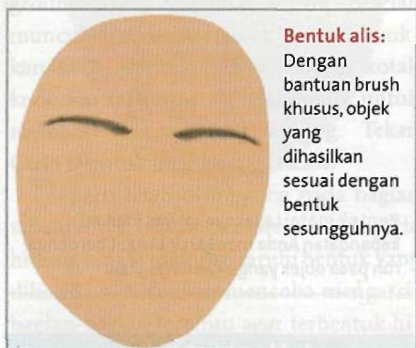 Bentuk alis:
Dengan
bantuan brush
khusus, objek
yang
dihasilkan
sesuai dengan
bentuk
sesungguhnya.